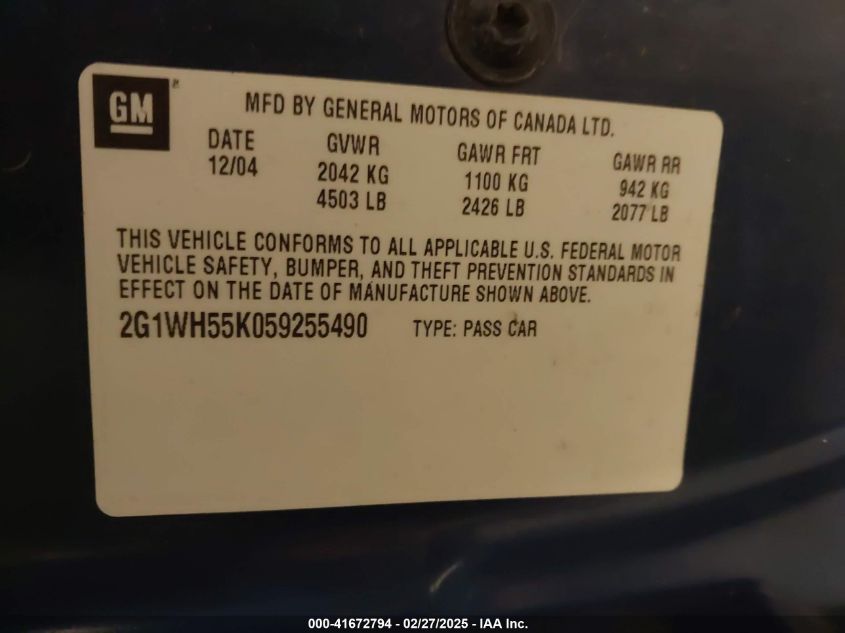 GM
MFD BY GENERAL MOTORS OF CANADA LTD.
DATE GVWR GAWR FRT GAWR RR
12/04 2042 KG 1100 KG 942 KG
4503 LB 2426 LB 2077 LB
THIS VEHICLE CONFORMS TO ALL APPLICABLE U.S. FEDERAL MOTOR
VEHICLE SAFETY, BUMPER, AND THEFT PREVENTION STANDARDS IN
EFFECT ON THE DATE OF MANUFACTURE SHOWN ABOVE.
2G1WH55K059255490 TYPE: PASS CAR
000-41672794 - 02/27/2025 - IAA Inc.